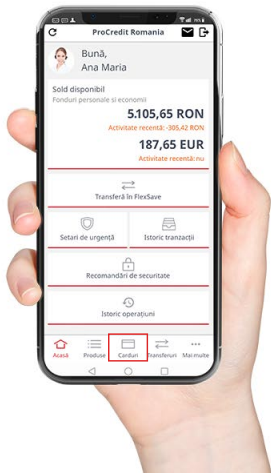 ProCredit Romania
Bună,
Ana Maria
Sold disponibil
Fonduri personale si economii
5.105,65 RON
Activitate recentă: -305,42 RON
187,65 EUR
Activitate recentă: nu
Transferă în FlexSave
Setari de urgență
Istoric tranzacții
Recomandări de securitate
Istoric operațiuni
Acasă
Produse
Carduri
Transferuri
Mai multe